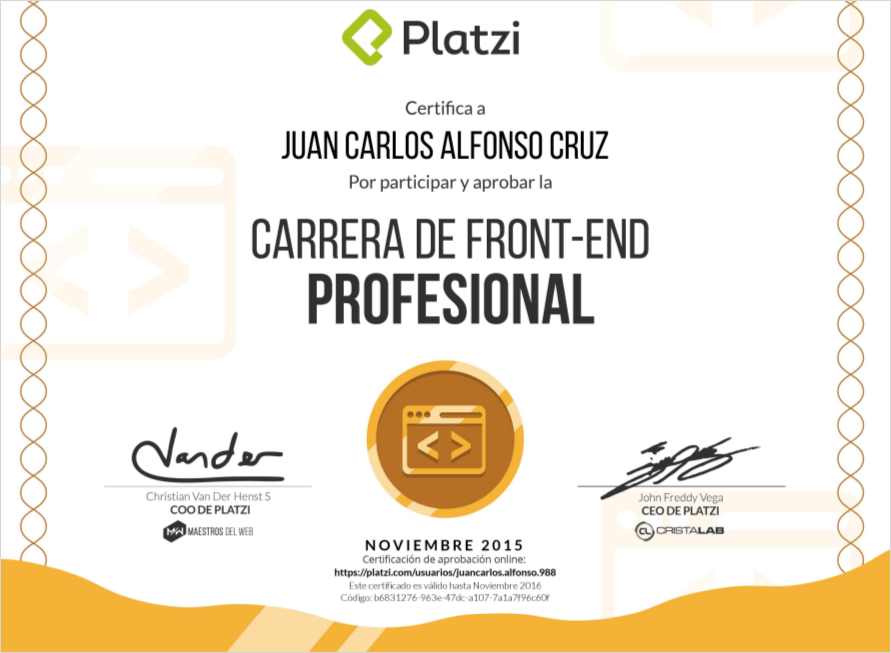 Platzi
Certifica a
JUAN CARLOS ALFONSO CRUZ
Por participar y aprobar la
CARRERA DE FRONT-END
PROFESIONAL
Vander
Christian Van Der Henst S
COO DE PLATZI
MW MAESTROS DEL WEB
John Freddy Vega
CEO DE PLATZI
CL CRISTALAB
NOVIEMBRE 2015
Certificación de aprobación online:
https://platzi.com/usuarios/juancarlos.alfonso.988
Este certificado es válido hasta Noviembre 2016
Código: b6831276-963e-47dc-a107-7a1a7f96c60f